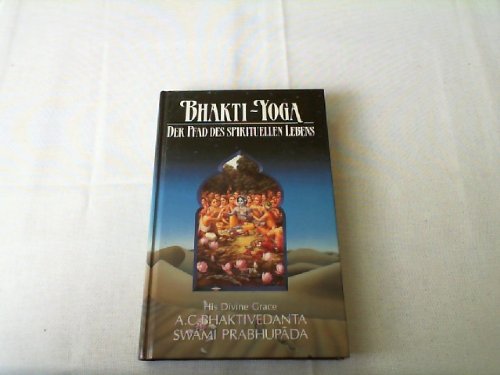 BHAKTI-YOGA
DER PFAD DES SPIRITUELLEN LEBENS
His Divine Grace
A.C. BHAKTIVEDANTA
SWAMI PRABHUPĀDA